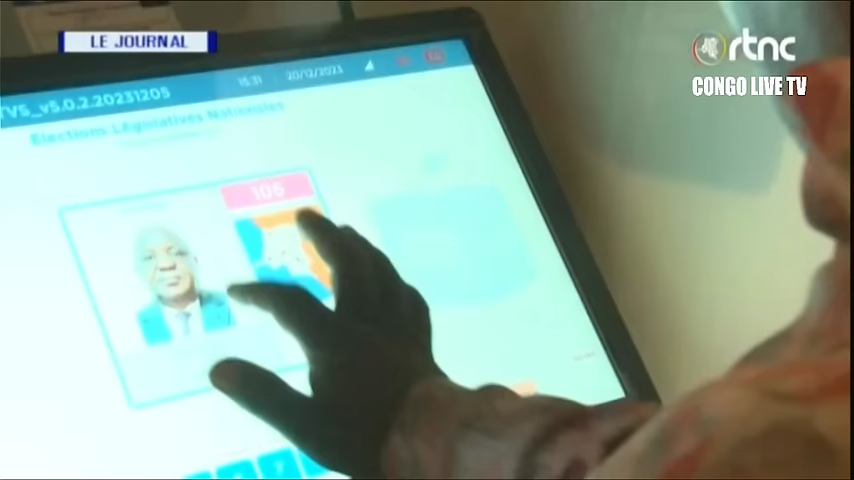 LE JOURNAL
rtnc
CONGO LIVE TV
TVS_v5.0.2.20231205
15:31
20/12/2023
Elections Législatives Nationales
106